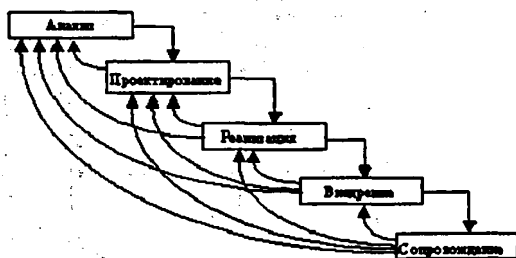 Анализ
Проектирование
Реализация
Внедрение
Сопровождение